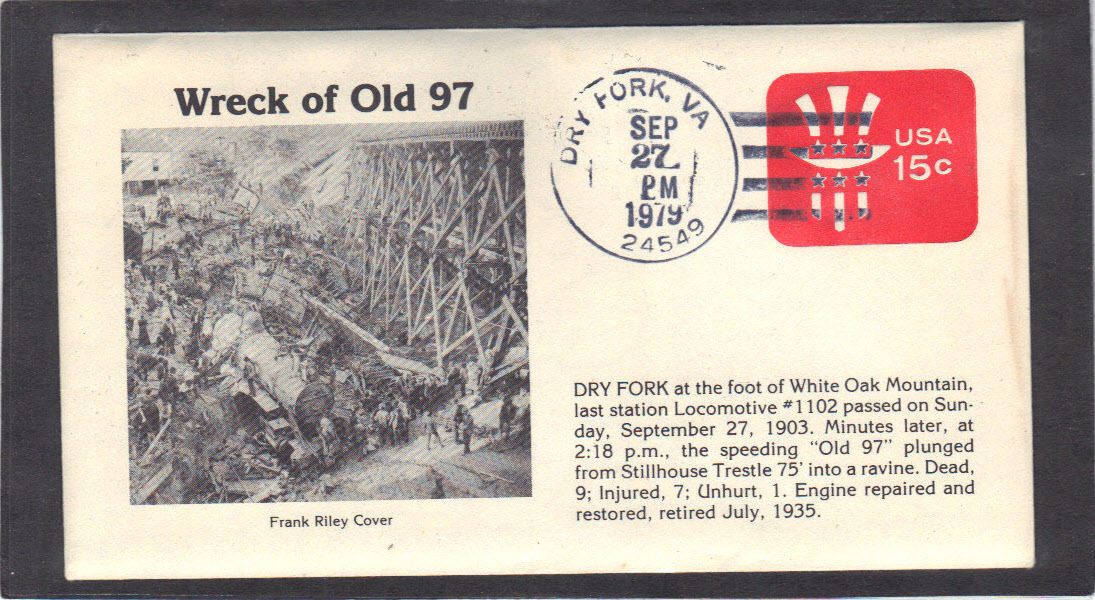 Wreck of Old 97
DRY FORK, VA
SEP
27
PM
1979
24549
USA
15c
Frank Riley Cover
DRY FORK at the foot of White Oak Mountain,
last station Locomotive #1102 passed on Sun-
day, September 27, 1903. Minutes later, at
2:18 p.m., the speeding "Old 97" plunged
from Stillhouse Trestle 75' into a ravine. Dead,
9; Injured, 7; Unhurt, 1. Engine repaired and
restored, retired July, 1935.